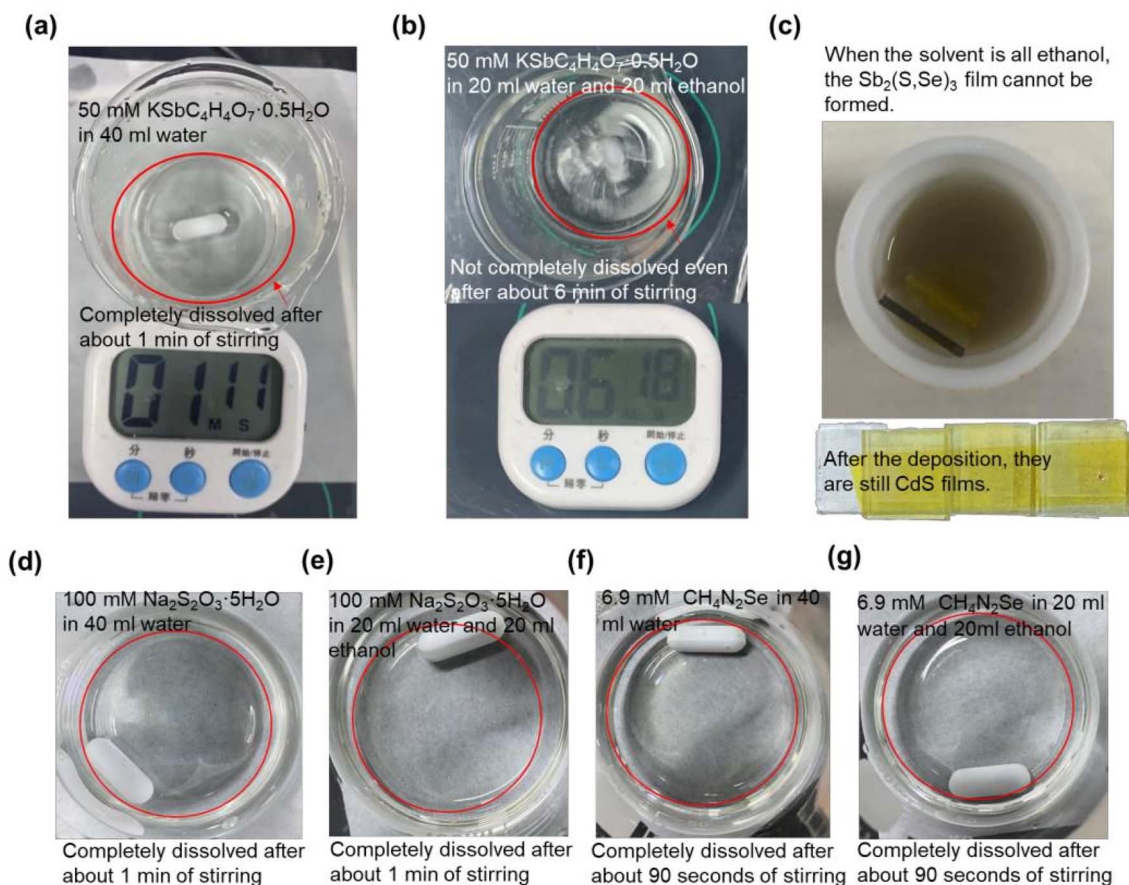 (a)
50 mM KSbC₄H₄O₇·0.5H₂O
in 40 ml water
Completely dissolved after
about 1 min of stirring
01 11
M S
分 秒 開始/停止
歸零
(b)
50 mM KSbC₄H₄O₇·0.5H₂O
in 20 ml water and 20 ml ethanol
Not completely dissolved even
after about 6 min of stirring
06 18
M S
分 秒 開始/停止
歸零
(c)
When the solvent is all ethanol,
the Sb₂(S,Se)₃ film cannot be
formed.
After the deposition, they
are still CdS films.
(d)
100 mM Na₂S₂O₃·5H₂O
in 40 ml water
Completely dissolved after
about 1 min of stirring
(e)
100 mM Na₂S₂O₃·5H₂O
in 20 ml water and 20 ml
ethanol
Completely dissolved after
about 1 min of stirring
(f)
6.9 mM CH₄N₂Se in 40
ml water
Completely dissolved after
about 90 seconds of stirring
(g)
6.9 mM CH₄N₂Se in 20 ml
water and 20ml ethanol
Completely dissolved after
about 90 seconds of stirring